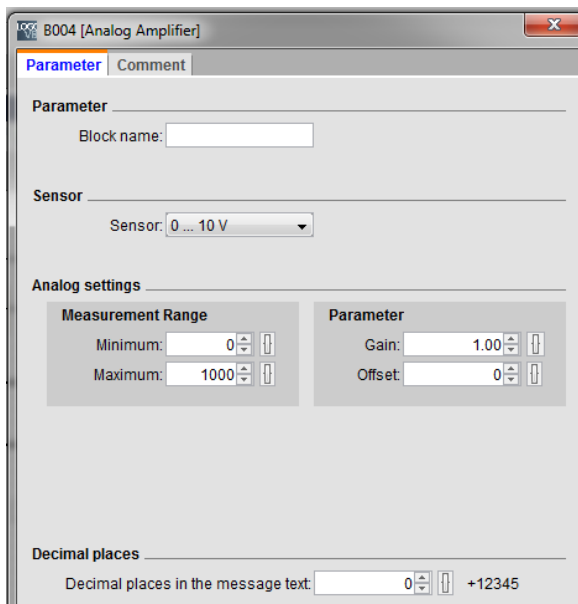 B004 [Analog Amplifier]
Parameter Comment
Parameter
Block name:
Sensor
Sensor: 0 ... 10 V
Analog settings
Measurement Range Parameter
Minimum: 0 Gain: 1.00
Maximum: 1000 Offset: 0
Decimal places
Decimal places in the message text: 0 +12345